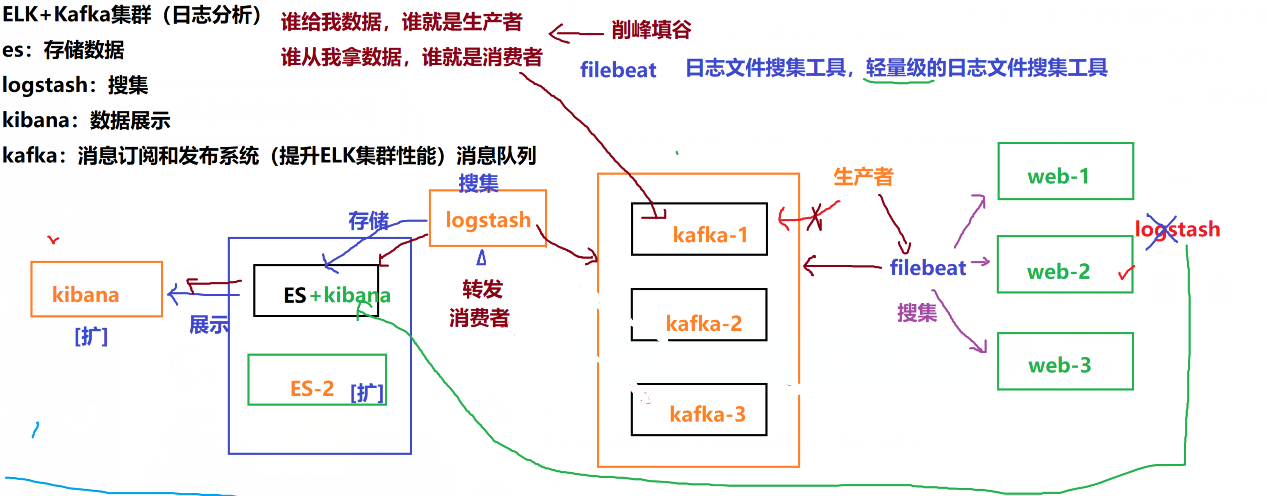 ELK+Kafka集群（日志分析）
es：存储数据
logstash：搜集
kibana：数据展示
kafka：消息订阅和发布系统（提升ELK集群性能）消息队列
谁给我数据，谁就是生产者
谁从我拿数据，谁就是消费者
削峰填谷
filebeat 日志文件搜集工具，轻量级的日志文件搜集工具
kibana
[扩]
展示
存储
ES+kibana
ES-2 [扩]
搜集
logstash
转发
消费者
kafka-1
kafka-2
kafka-3
生产者
filebeat
搜集
web-1
web-2
web-3
logstash